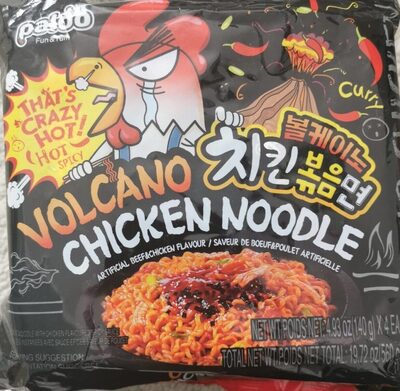 paldo
Fun & Yum
THAT'S
CRAZY
HOT!
HOT
SPICY
Curry
볼케이노
치킨
볶음면
VOLCANO
CHICKEN NOODLE
ARTIFICIAL BEEF&CHICKEN FLAVOUR / SAVEUR DE BOEUF&POULET ARTIFICIELLE
NET WT POIDS NET: 4.93 oz (140 g) X 4 EA
TOTAL NET WT POIDS NET TOTAL: 19.72 oz (560
SUGGESTION